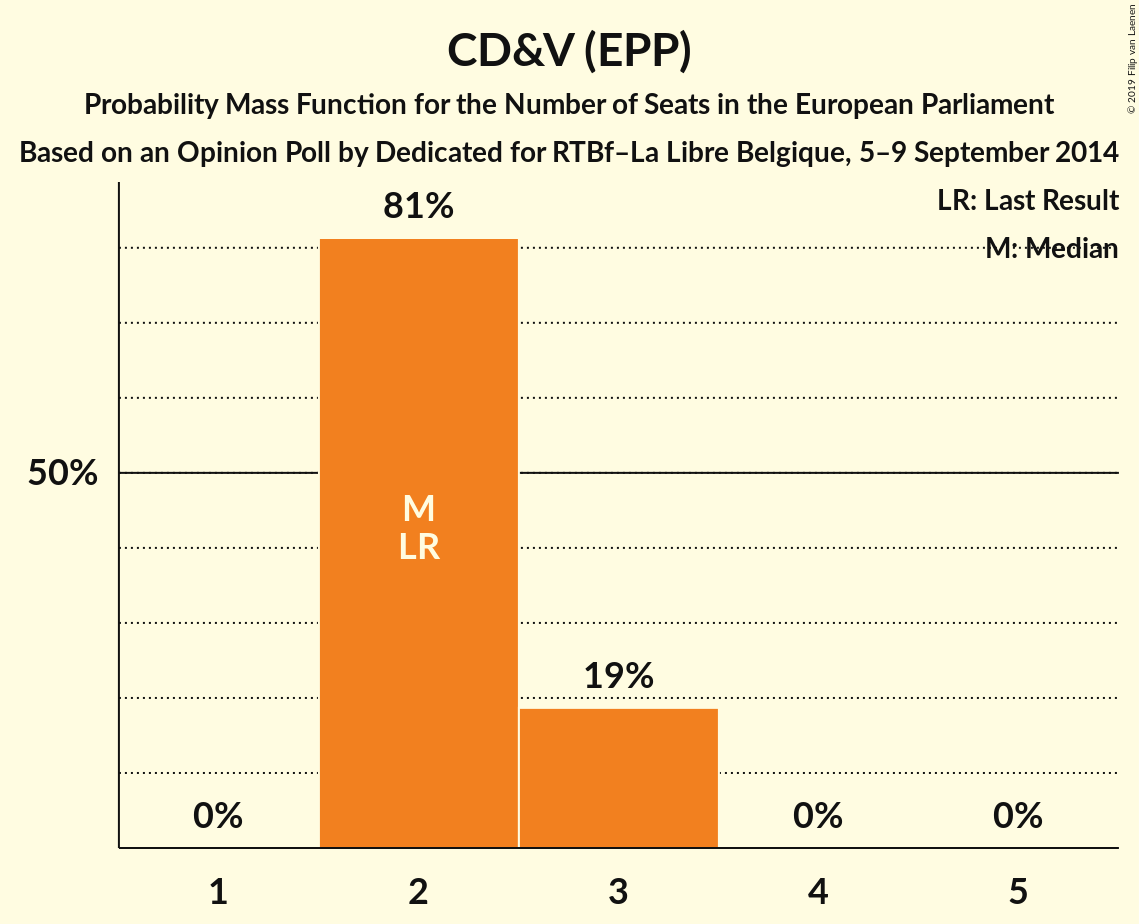 CD&V (EPP)
Probability Mass Function for the Number of Seats in the European Parliament
Based on an Opinion Poll by Dedicated for RTBf–La Libre Belgique, 5–9 September 2014
© 2019 Filip van Laenen
LR: Last Result
M: Median
81%
50%
M
LR
19%
0%
0%
0%
1
2
3
4
5